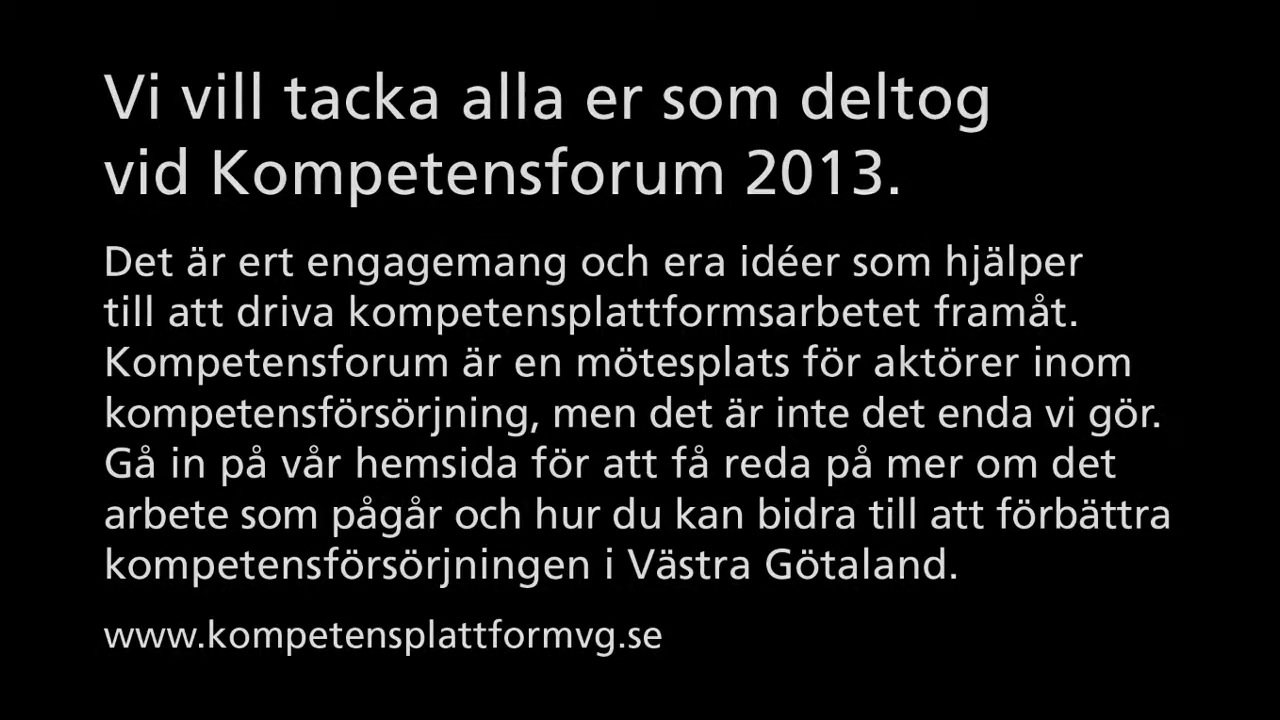 Vi vill tacka alla er som deltog
vid Kompetensforum 2013.
Det är ert engagemang och era idéer som hjälper
till att driva kompetensplattformsarbetet framåt.
Kompetensforum är en mötesplats för aktörer inom
kompetensförsörjning, men det är inte det enda vi gör.
Gå in på vår hemsida för att få reda på mer om det
arbete som pågår och hur du kan bidra till att förbättra
kompetensförsörjningen i Västra Götaland.
www.kompetensplattformvg.se